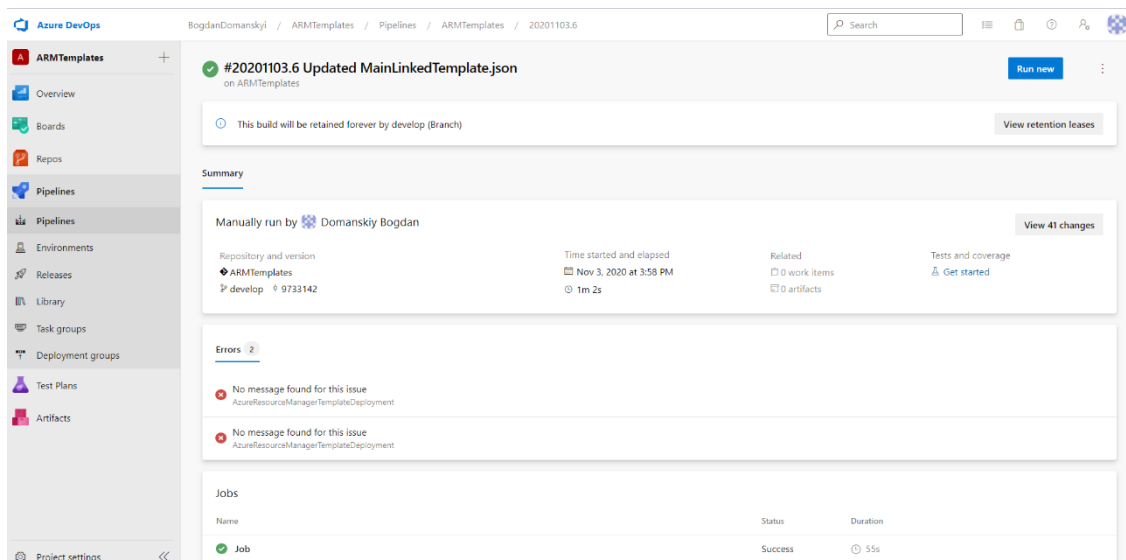 Azure DevOps
BogdanDomanskyi / ARMTemplates / Pipelines / ARMTemplates / 20201103.6
Search
A ARMTemplates
Overview
Boards
Repos
Pipelines
Pipelines
Environments
Releases
Library
Task groups
Deployment groups
Test Plans
Artifacts
Project settings
#20201103.6 Updated MainLinkedTemplate.json
on ARMTemplates
Run new
This build will be retained forever by develop (Branch)
View retention leases
Summary
Manually run by Domanskiy Bogdan
View 41 changes
Repository and version
ARMTemplates
develop 9733142
Time started and elapsed
Nov 3, 2020 at 3:58 PM
1m 2s
Related
0 work items
0 artifacts
Tests and coverage
Get started
Errors 2
No message found for this issue
AzureResourceManagerTemplateDeployment
No message found for this issue
AzureResourceManagerTemplateDeployment
Jobs
Name Status Duration
Job Success 55s